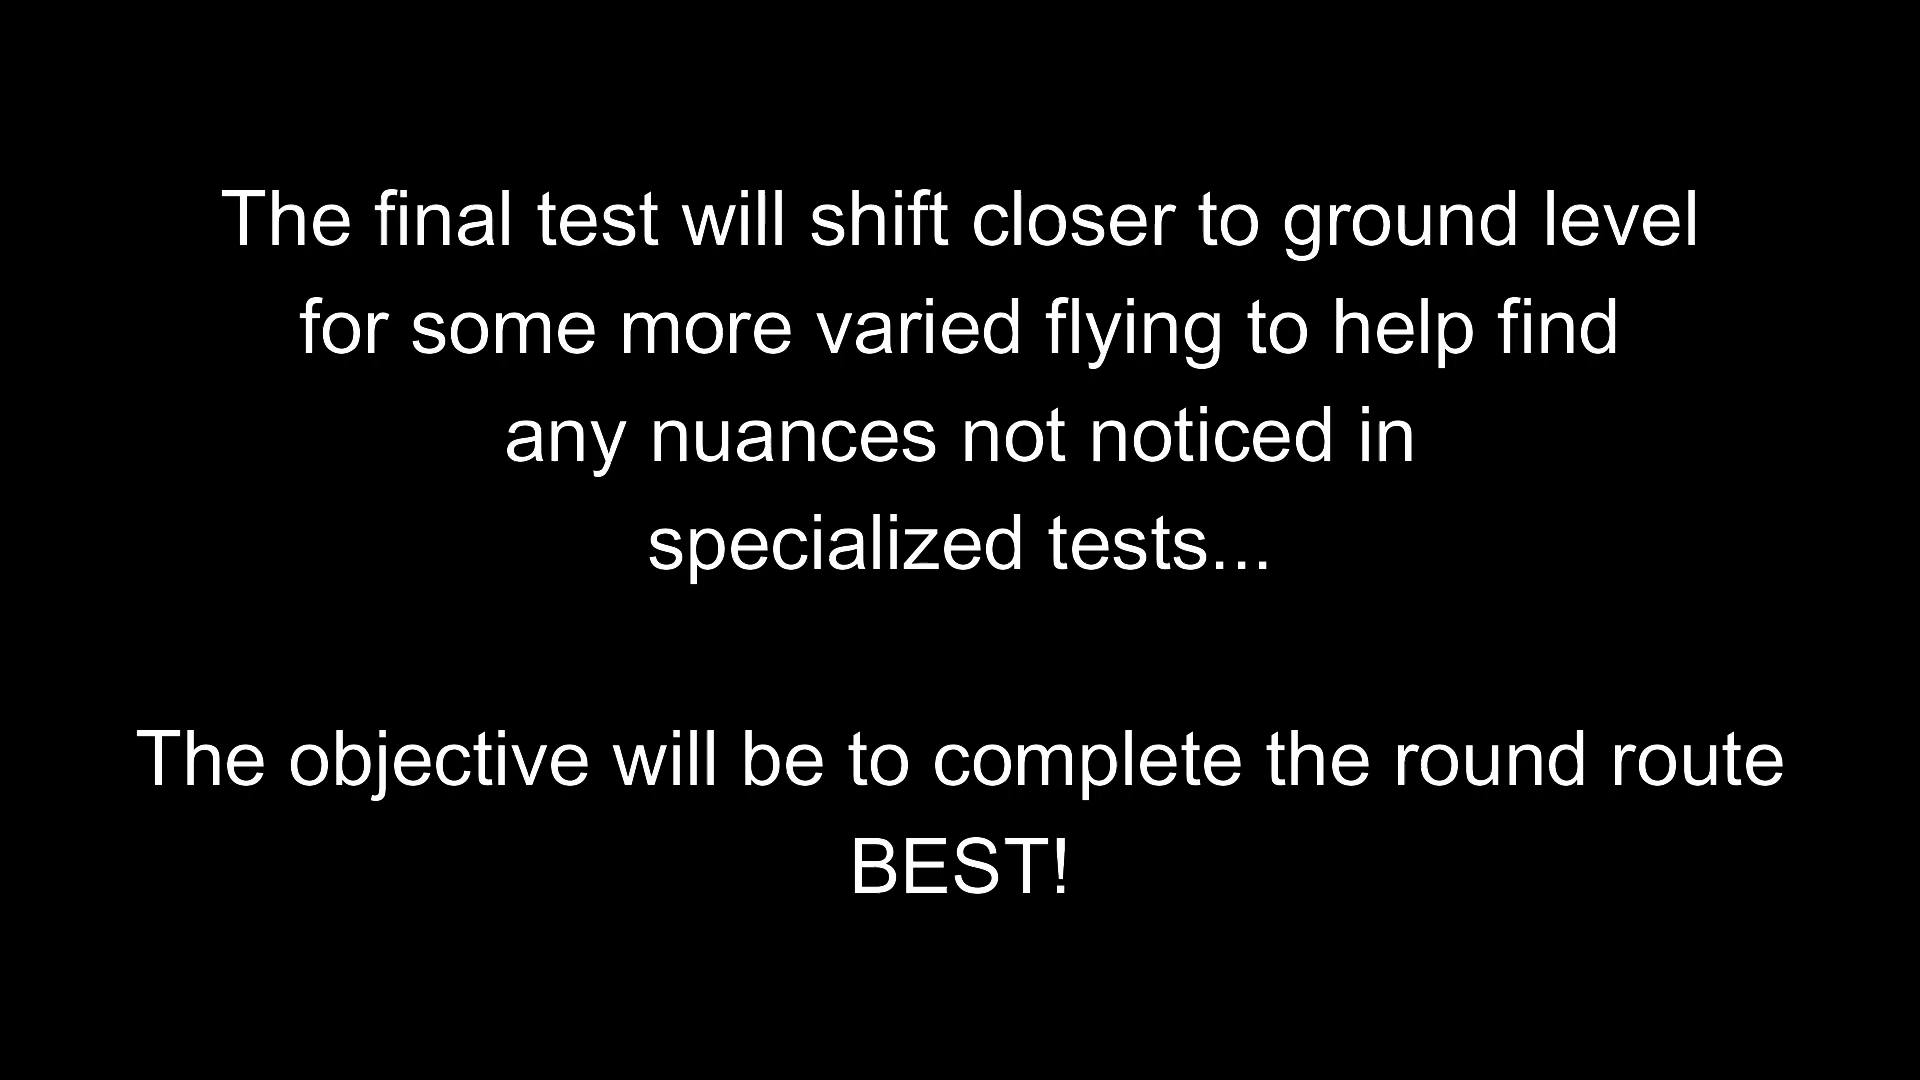 The final test will shift closer to ground level
for some more varied flying to help find
any nuances not noticed in
specialized tests...
The objective will be to complete the round route
BEST!